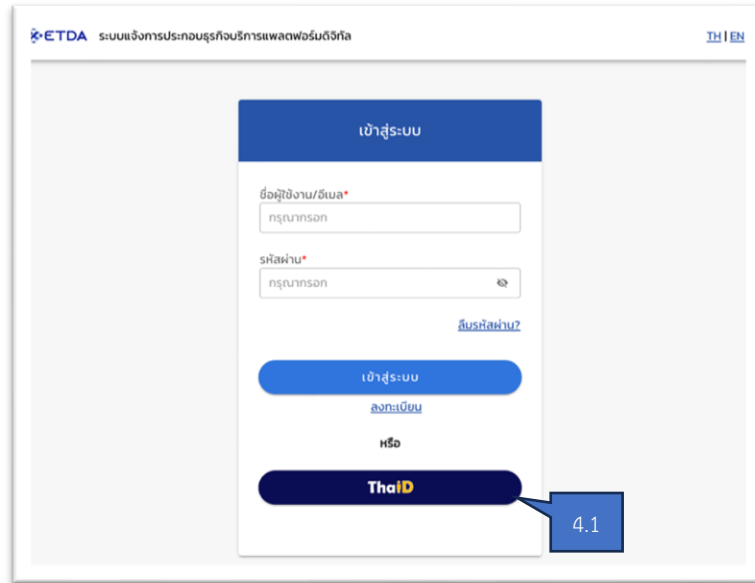 ETDA ระบบแจ้งการประกอบธุรกิจบริการแพลตฟอร์มดิจิทัล TH | EN
เข้าสู่ระบบ
ชื่อผู้ใช้งาน/อีเมล*
กรุณากรอก
รหัสผ่าน*
กรุณากรอก
ลืมรหัสผ่าน?
เข้าสู่ระบบ
ลงทะเบียน
หรือ
ThaiD
4.1